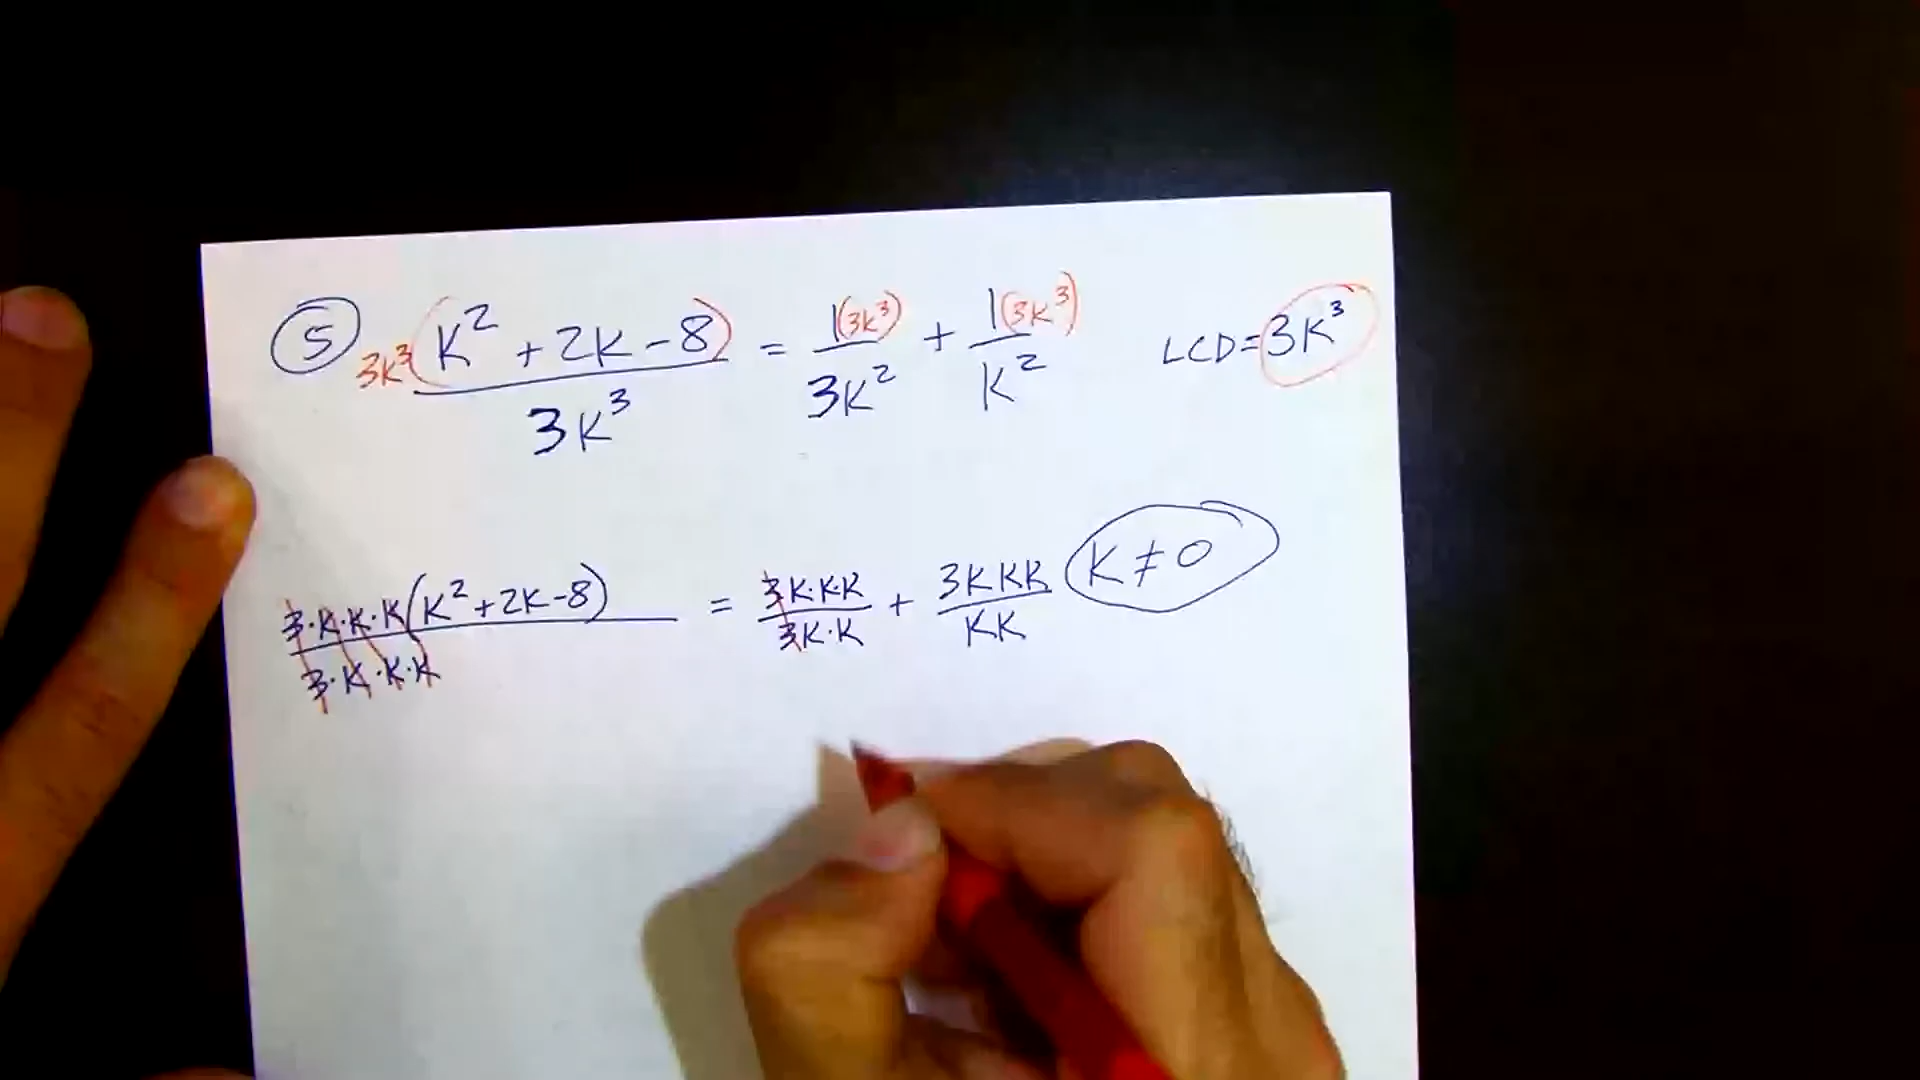 5 3K³(K² + 2K - 8) / 3K³ = 1(3K³) / 3K² + 1(3K³) / K² LCD = 3K³
3·K·K·K(K² + 2K - 8) / 3·K·K·K = 3K·K·K / 3K·K + 3KKK / KK K ≠ 0